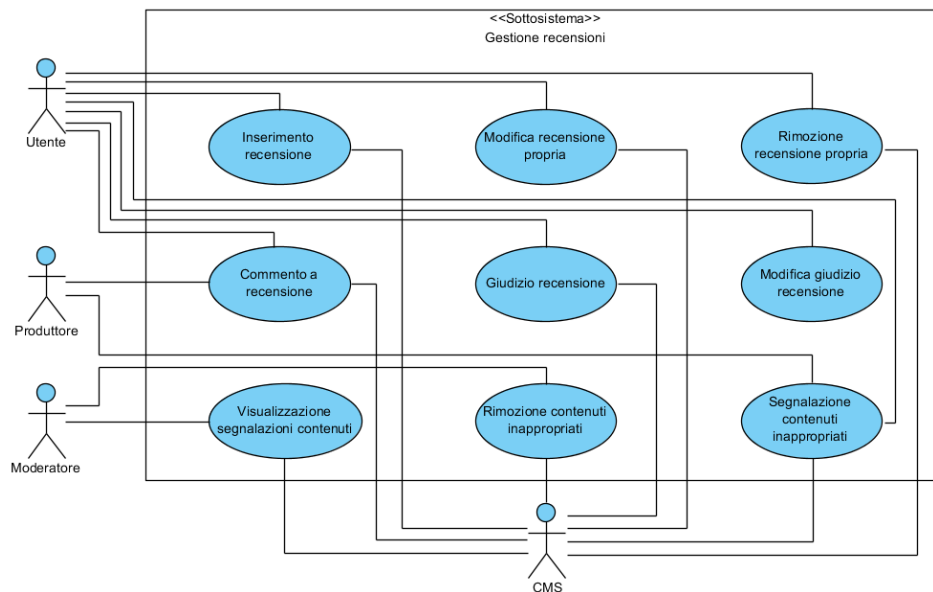 <<Sottosistema>>
Gestione recensioni
Utente
Inserimento
recensione
Modifica recensione
propria
Rimozione
recensione propria
Produttore
Commento a
recensione
Giudizio recensione
Modifica giudizio
recensione
Moderatore
Visualizzazione
segnalazioni contenuti
Rimozione contenuti
inappropriati
Segnalazione
contenuti
inappropriati
CMS